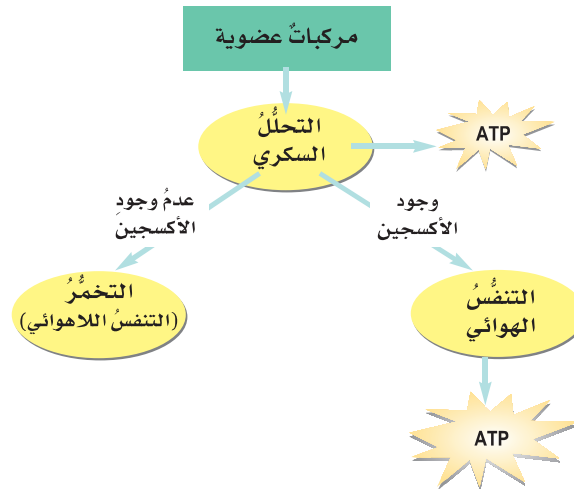 مركباتٌ عضوية
التحلُّلُ
السكري
ATP
وجود
الأكسجين
عدمُ وجودِ
الأكسجين
التنفُّسُ
الهوائي
التخمُّرُ
(التنفسُ اللاهوائي)
ATP